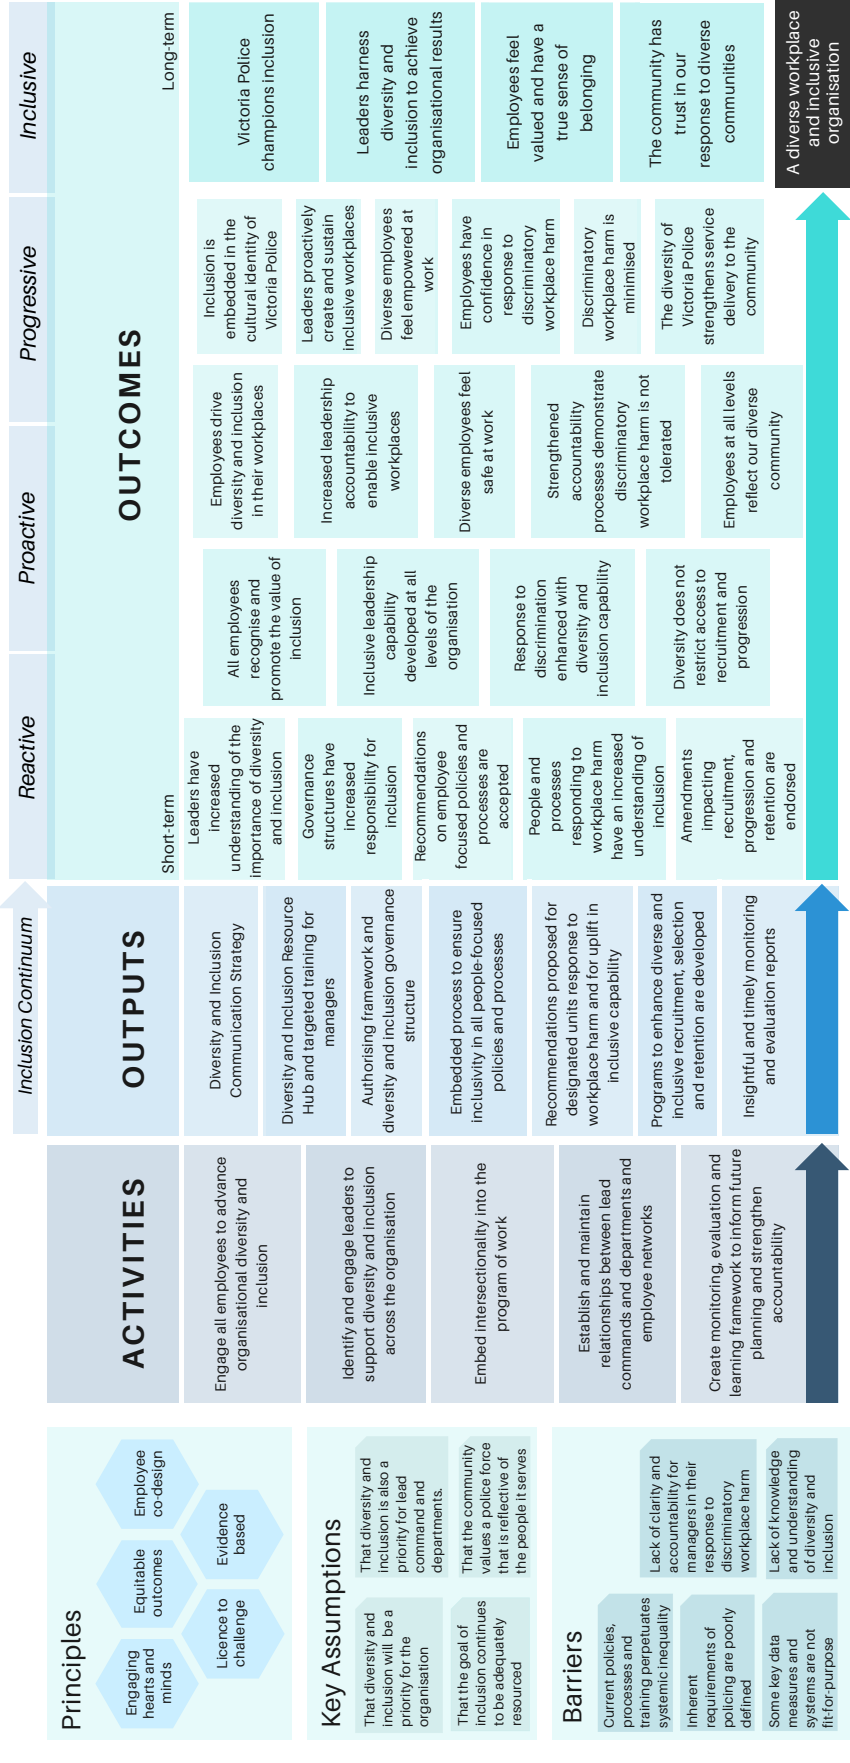 Principles
Engaging
hearts and
minds
Equitable
outcomes
Employee
co-design
Licence to
challenge
Evidence
based
Key Assumptions
That diversity and
inclusion will be a
priority for the
organisation
That diversity and
inclusion is also a
priority for lead
command and
departments.
That the goal of
inclusion continues
to be adequately
resourced
That the community
values a police force
that is reflective of
the people it serves
Barriers
Current policies,
processes and
training perpetuates
systemic inequality
Lack of clarity and
accountability for
managers in their
response to
discriminatory
workplace harm
Inherent
requirements of
policing are poorly
defined
Some key data
measures and
systems are not
fit-for-purpose
Lack of knowledge
and understanding
of diversity and
inclusion
ACTIVITIES
Engage all employees to advance
organisational diversity and
inclusion
Identify and engage leaders to
support diversity and inclusion
across the organisation
Embed intersectionality into the
program of work
Establish and maintain
relationships between lead
commands and departments and
employee networks
Create monitoring, evaluation and
learning framework to inform future
planning and strengthen
accountability
Inclusion Continuum
OUTPUTS
Diversity and Inclusion
Communication Strategy
Diversity and Inclusion Resource
Hub and targeted training for
managers
Authorising framework and
diversity and inclusion governance
structure
Embedded process to ensure
inclusivity in all people-focused
policies and processes
Recommendations proposed for
designated units response to
workplace harm and for uplift in
inclusive capability
Programs to enhance diverse and
inclusive recruitment, selection
and retention are developed
Insightful and timely monitoring
and evaluation reports
Reactive
Proactive
Progressive
Inclusive
OUTCOMES
Short-term
Long-term
Leaders have
increased
understanding of the
importance of diversity
and inclusion
Governance
structures have
increased
responsibility for
inclusion
Recommendations
on employee
focused policies and
processes are
accepted
People and
processes
responding to
workplace harm
have an increased
understanding of
inclusion
Amendments
impacting
recruitment,
progression and
retention are
endorsed
All employees
recognise and
promote the value of
inclusion
Inclusive leadership
capability
developed at all
levels of the
organisation
Response to
discrimination
enhanced with
diversity and
inclusion capability
Diversity does not
restrict access to
recruitment and
progression
Employees drive
diversity and inclusion
in their workplaces
Increased leadership
accountability to
enable inclusive
workplaces
Diverse employees feel
safe at work
Strengthened
accountability
processes demonstrate
discriminatory
workplace harm is not
tolerated
Employees at all levels
reflect our diverse
community
Inclusion is
embedded in the
cultural identity of
Victoria Police
Leaders proactively
create and sustain
inclusive workplaces
Diverse employees
feel empowered at
work
Employees have
confidence in
response to
discriminatory
workplace harm
Discriminatory
workplace harm is
minimised
The diversity of
Victoria Police
strengthens service
delivery to the
community
Victoria Police
champions inclusion
Leaders harness
diversity and
inclusion to achieve
organisational results
Employees feel
valued and have a
true sense of
belonging
The community has
trust in our
response to diverse
communities
A diverse workplace
and inclusive
organisation